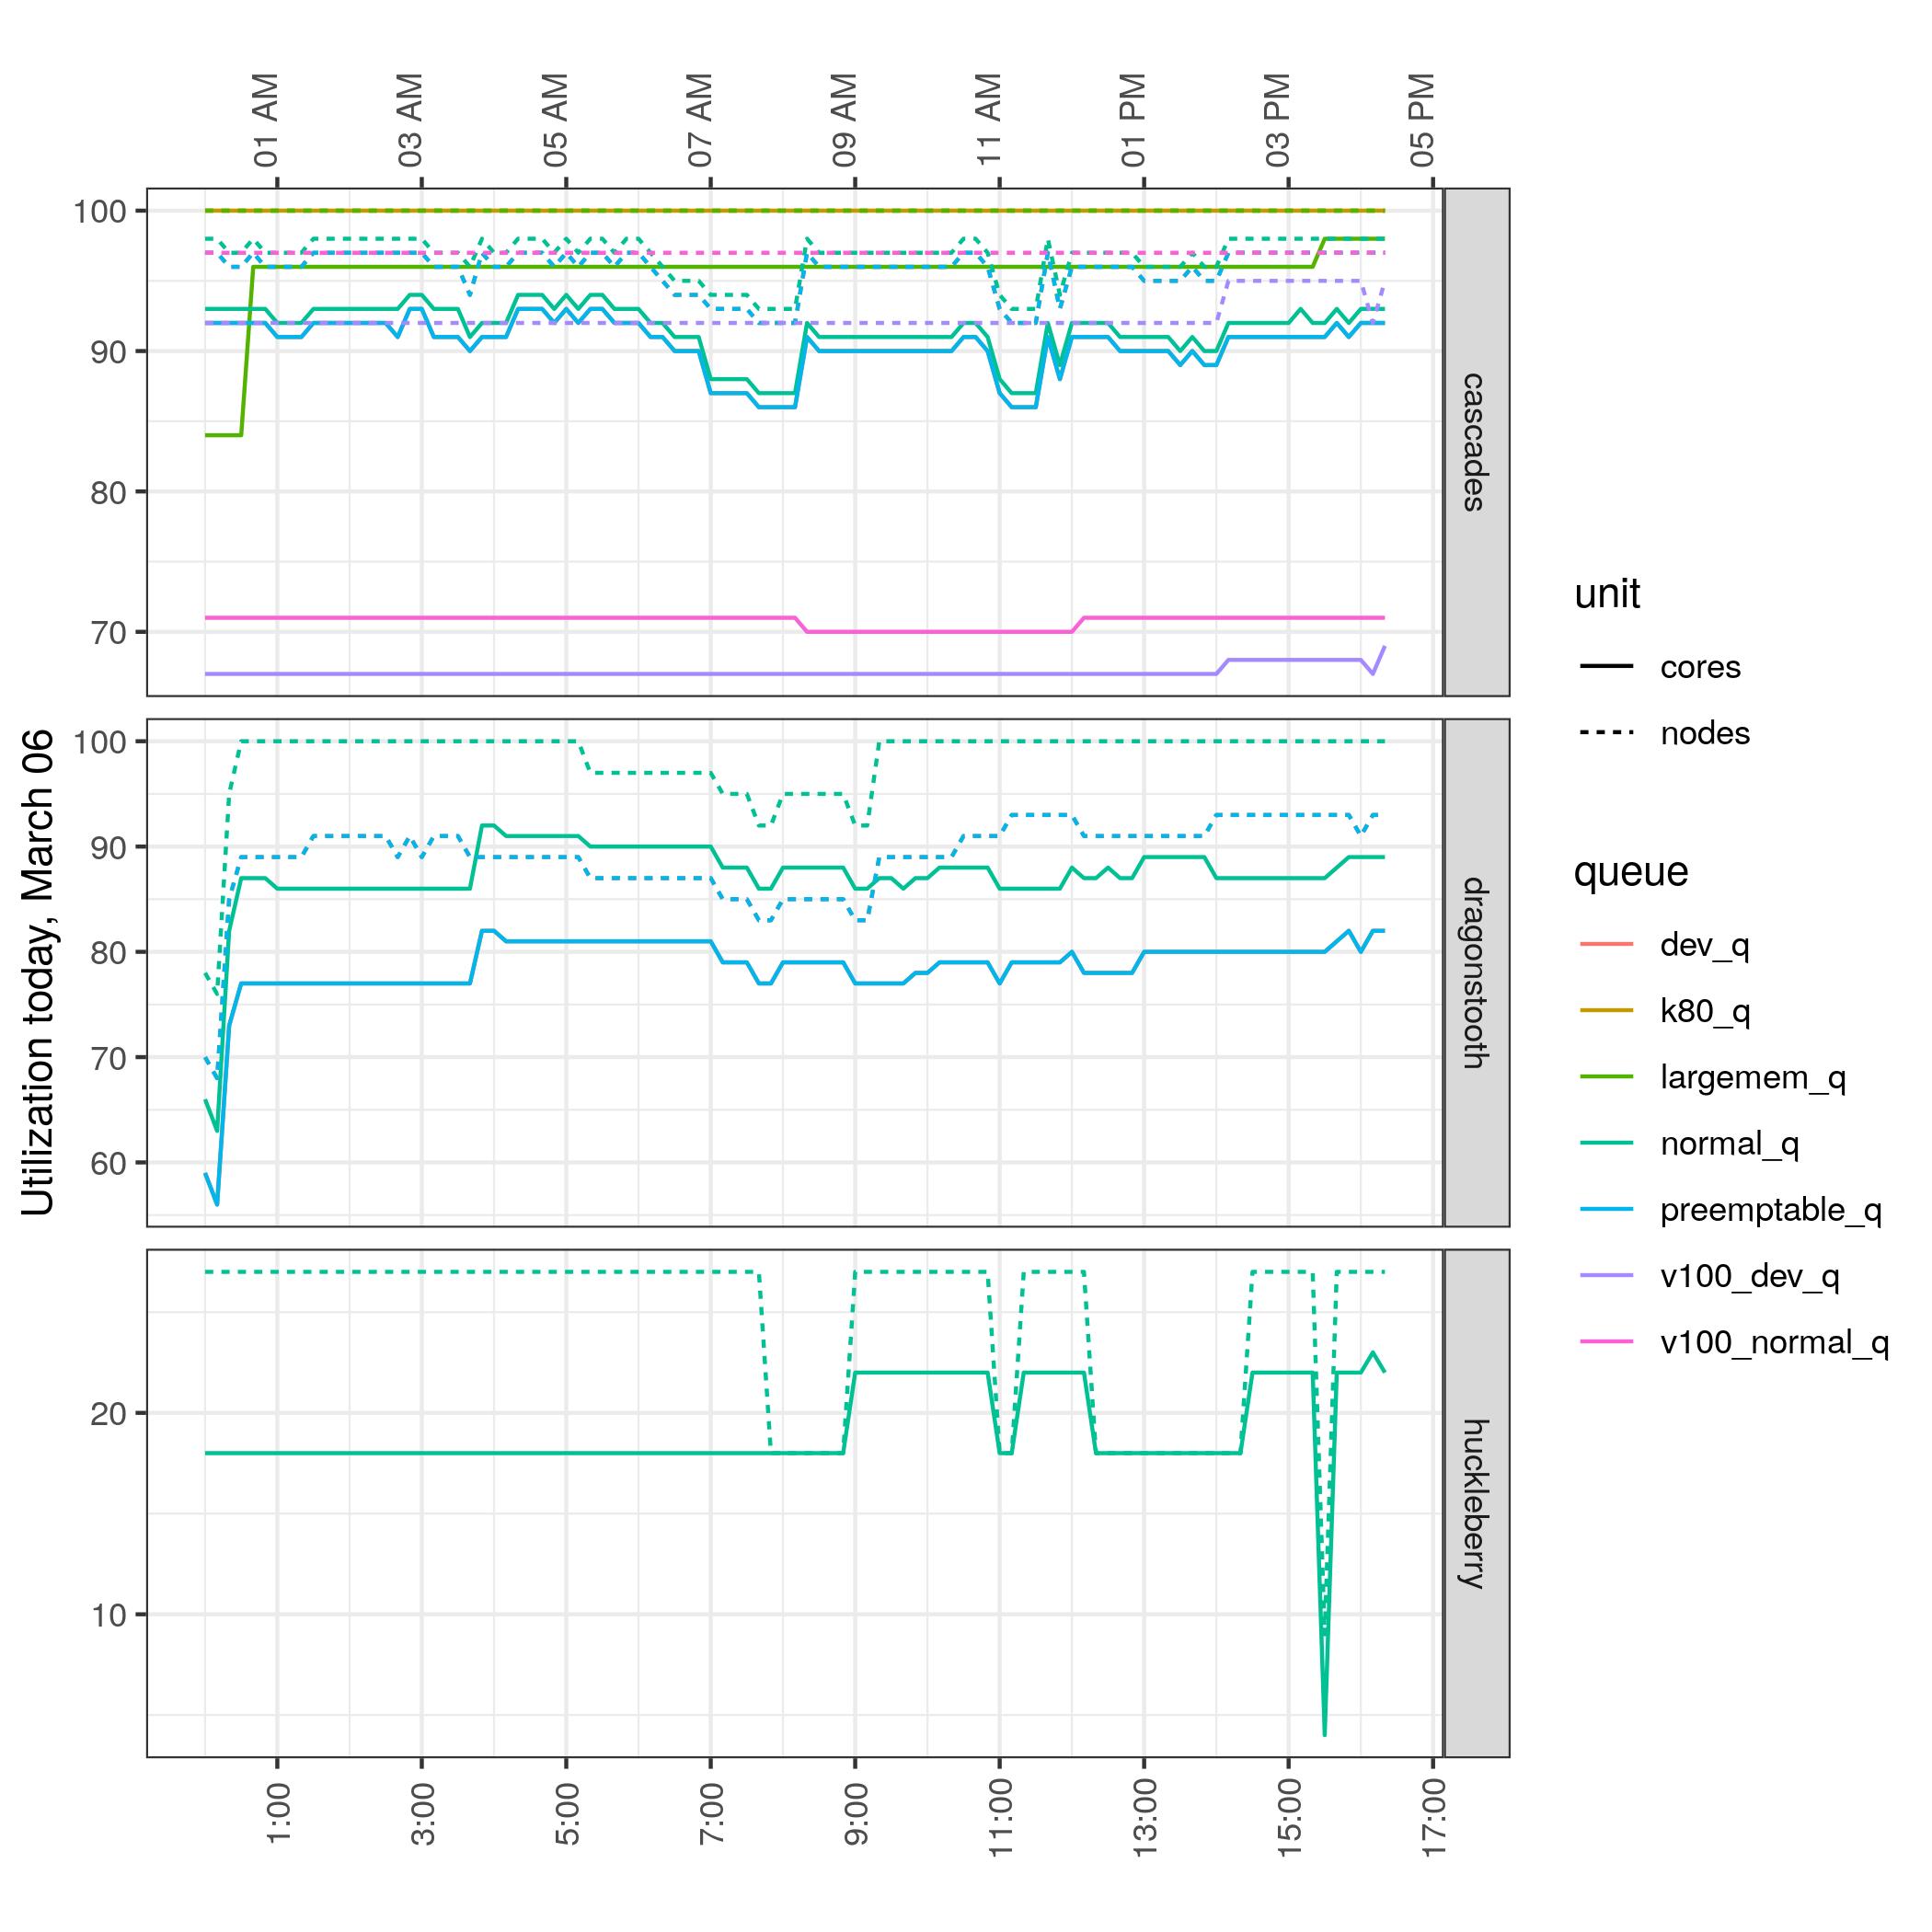 01 AM
03 AM
05 AM
07 AM
09 AM
11 AM
01 PM
03 PM
05 PM
Utilization today, March 06
100
90
80
70
cascades
100
90
80
70
60
dragonstooth
20
10
huckleberry
1:00
3:00
5:00
7:00
9:00
11:00
13:00
15:00
17:00
unit
cores
nodes
queue
dev_q
k80_q
largemem_q
normal_q
preemptable_q
v100_dev_q
v100_normal_q